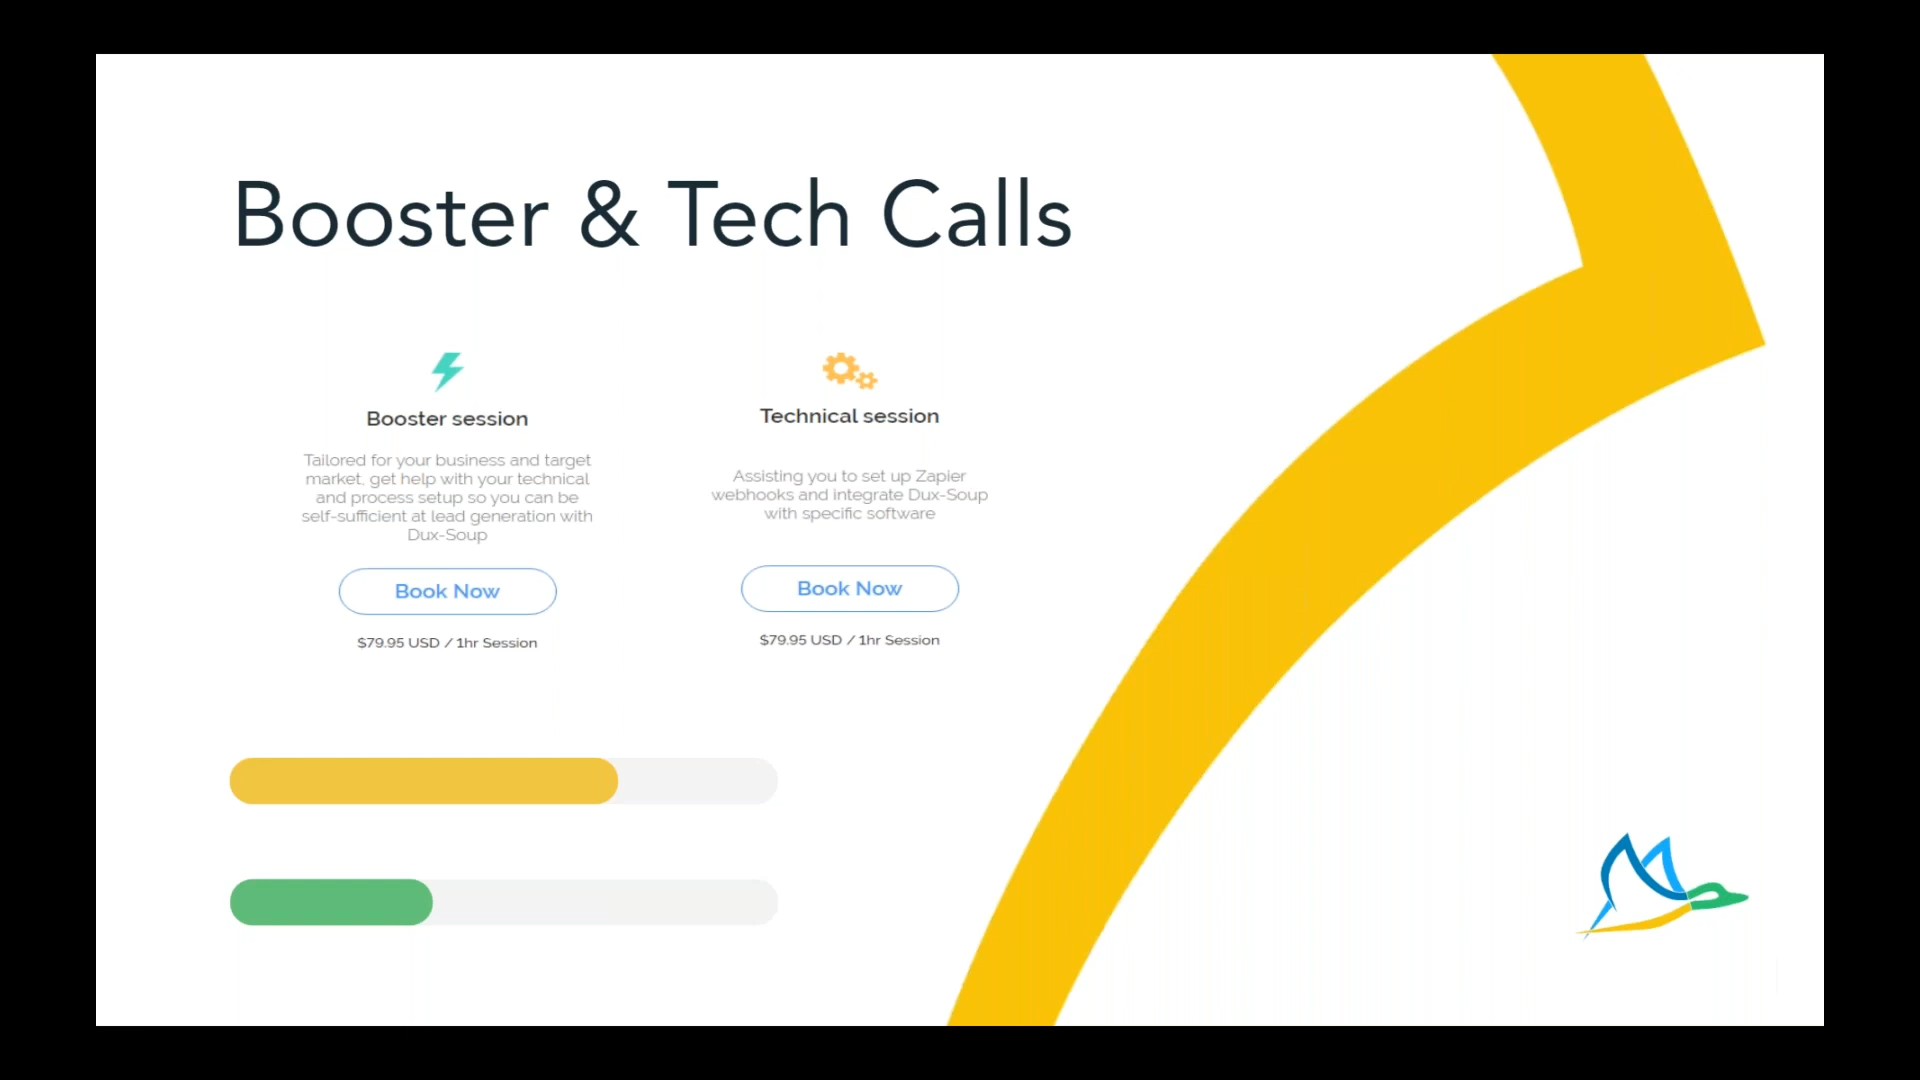 Booster & Tech Calls
Booster session
Tailored for your business and target
market, get help with your technical
and process setup so you can be
self-sufficient at lead generation with
Dux-Soup
Book Now
$79.95 USD / 1hr Session
Technical session
Assisting you to set up Zapier
webhooks and integrate Dux-Soup
with specific software
Book Now
$79.95 USD / 1hr Session